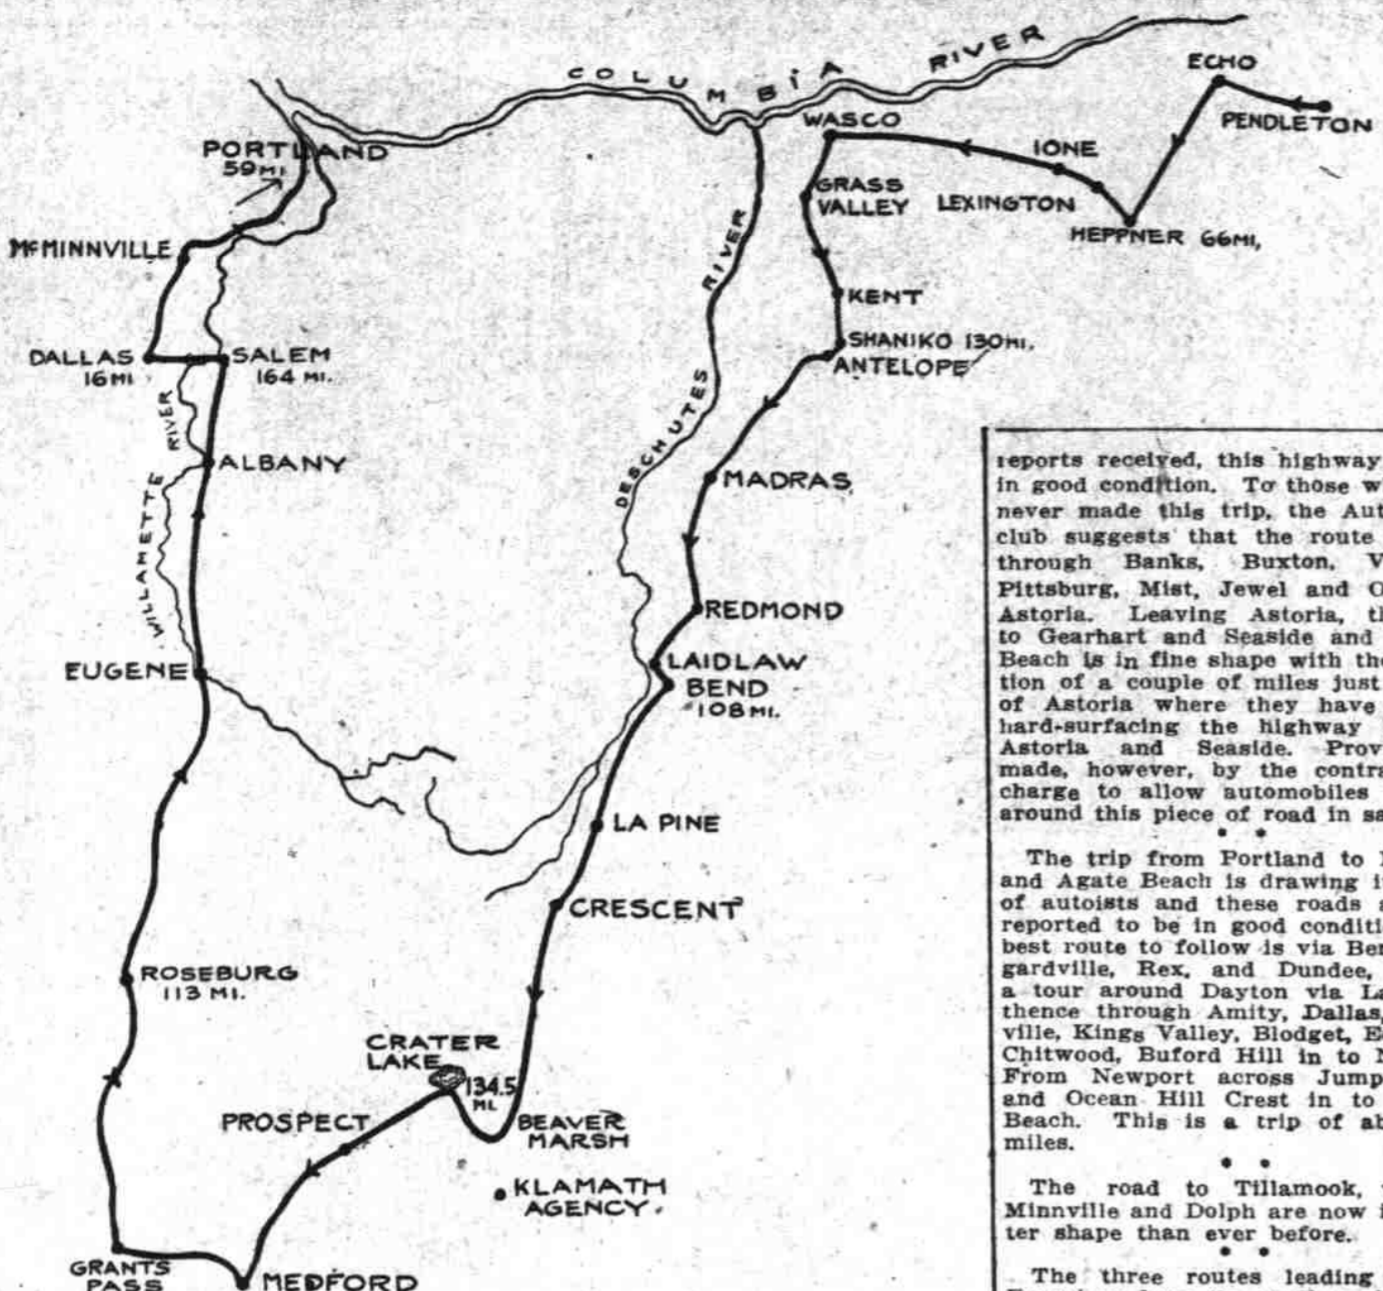 COLUMBIA RIVER
ECHO
PENDLETON
WASCO
IONE
PORTLAND
59 MI.
GRASS
VALLEY
LEXINGTON
HEPPNER 66 MI,
McMINNVILLE
DESCHUTES RIVER
KENT
SHANIKO 130 MI.
ANTELOPE
DALLAS
16 MI
SALEM
164 MI.
WILLAMETTE RIVER
ALBANY
MADRAS
REDMOND
EUGENE
LAIDLAW
BEND
108 MI.
LA PINE
CRESCENT
ROSEBURG
113 MI.
CRATER
LAKE
134.5
MI.
PROSPECT
BEAVER
MARSH
KLAMATH
AGENCY.
GRANTS
PASS
MEDFORD
reports received, this highway
in good condition. To those w
never made this trip, the Aut
club suggests that the route
through Banks, Buxton, V
Pittsburg, Mist, Jewel and O
Astoria. Leaving Astoria, th
to Gearhart and Seaside and
Beach is in fine shape with the
tion of a couple of miles just
of Astoria where they have
hard-surfacing the highway
Astoria and Seaside. Prov
made, however, by the contra
charge to allow automobiles
around this piece of road in sa
• •
The trip from Portland to
and Agate Beach is drawing i
of autoists and these roads a
reported to be in good conditi
best route to follow is via Ber
gardville, Rex, and Dundee,
a tour around Dayton via La
thence through Amity, Dallas,
ville, Kings Valley, Blodget, E
Chitwood, Buford Hill in to N
From Newport across Jump
and Ocean Hill Crest in to
Beach. This is a trip of ab
miles.
• •
The road to Tillamook,
Minnville and Dolph are now i
ter shape than ever before.
• •
The three routes leading